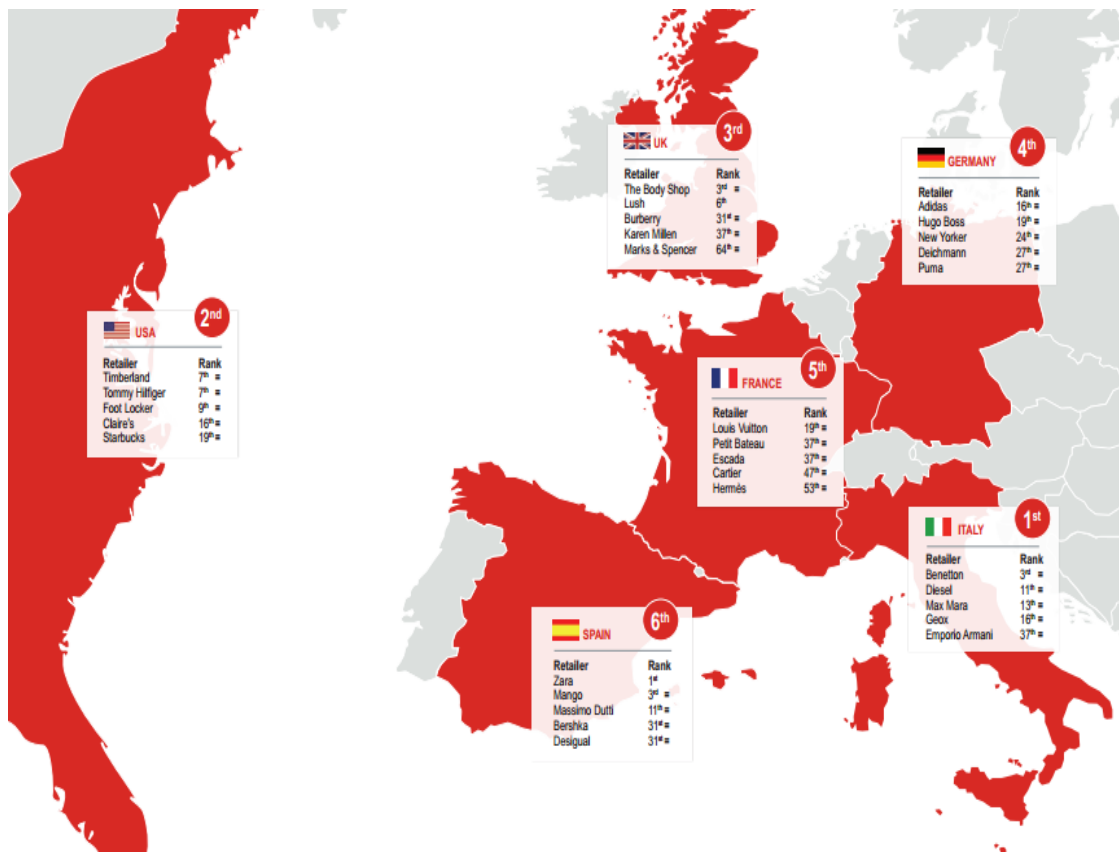 UK 3rd
Retailer Rank
The Body Shop 3rd =
Lush 6th
Burberry 31st =
Karen Millen 37th =
Marks & Spencer 64th =
GERMANY 4th
Retailer Rank
Adidas 16th =
Hugo Boss 19th =
New Yorker 24th =
Deichmann 27th =
Puma 27th =
USA 2nd
Retailer Rank
Timberland 7th =
Tommy Hilfiger 7th =
Foot Locker 9th =
Claire's 16th =
Starbucks 19th =
FRANCE 5th
Retailer Rank
Louis Vuitton 19th =
Petit Bateau 37th =
Escada 37th =
Cartier 47th =
Hermés 53th =
ITALY 1st
Retailer Rank
Benetton 3rd =
Diesel 11th =
Max Mara 13th =
Geox 16th =
Emporio Armani 37th =
SPAIN 6th
Retailer Rank
Zara 1st
Mango 3rd =
Massimo Dutti 11th =
Bershka 31st =
Desigual 31st =